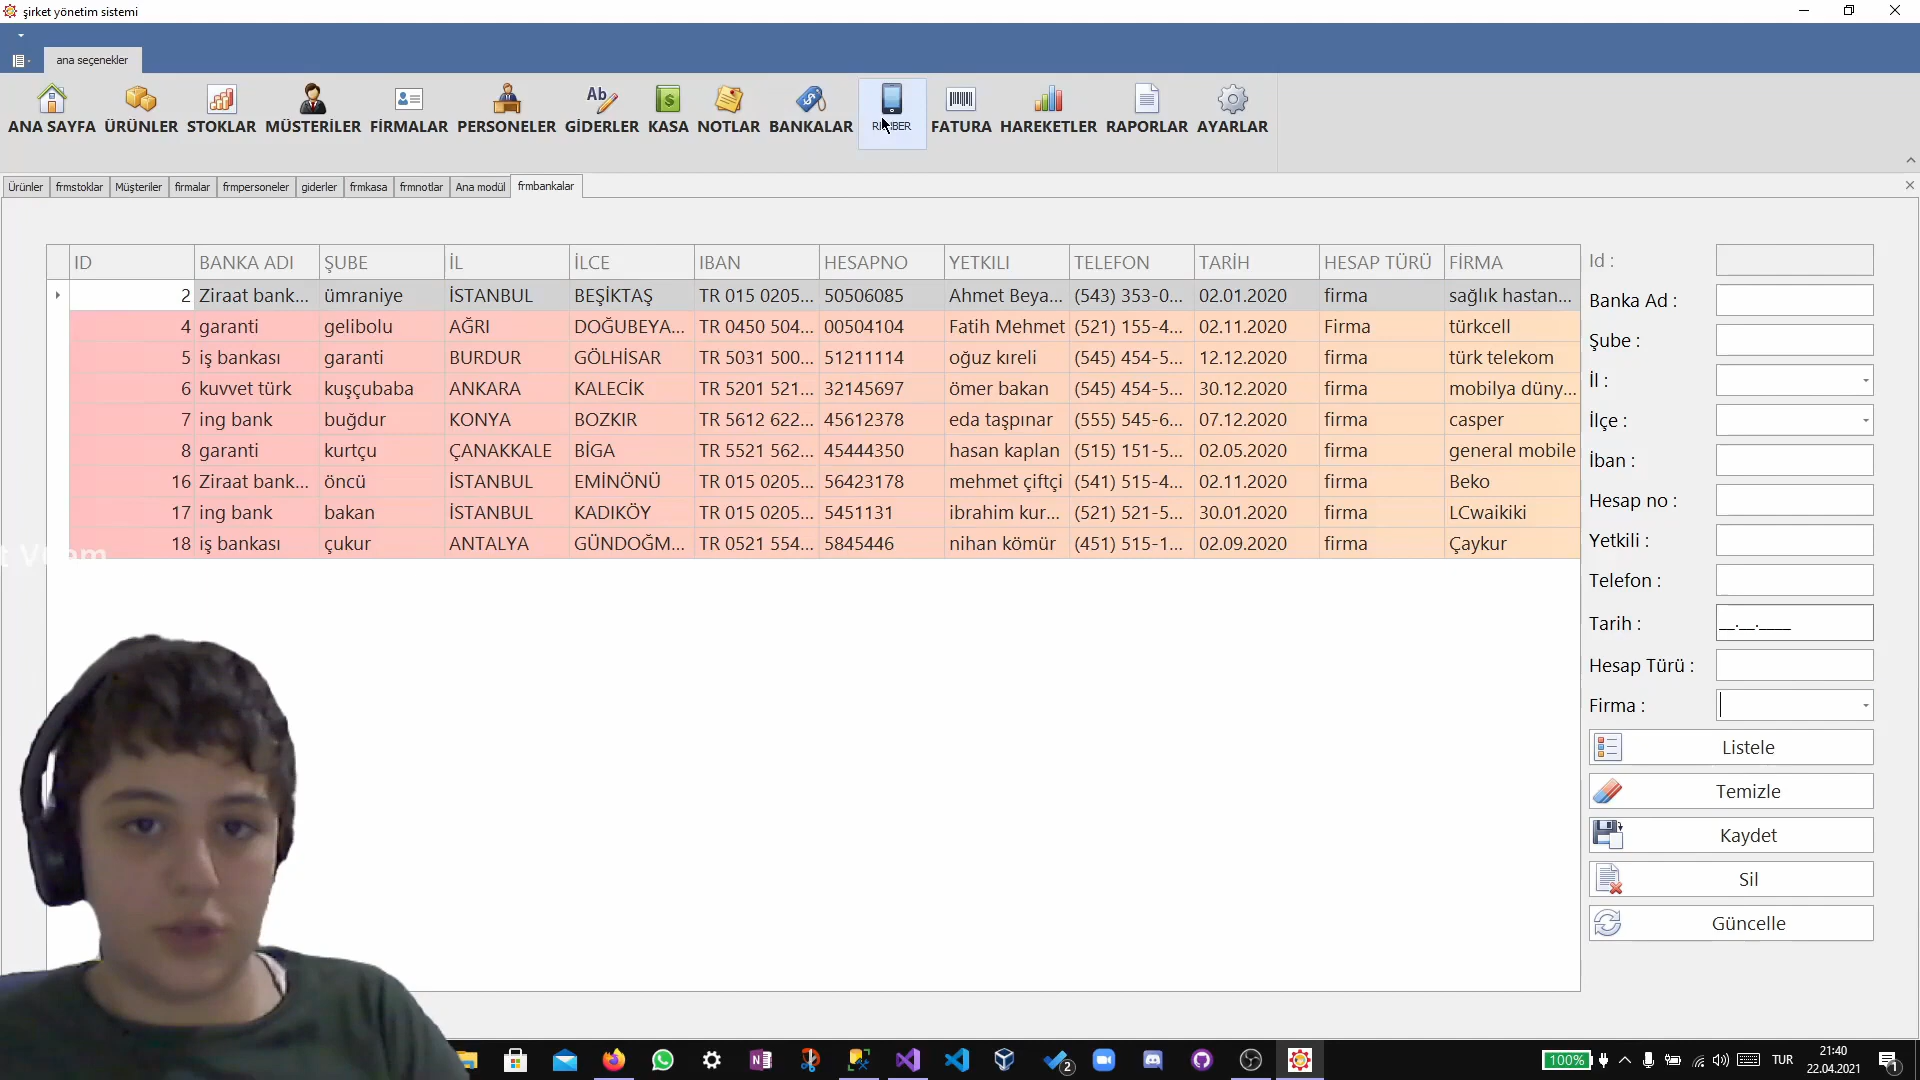 şirket yönetim sistemi
ana seçenekler
ANA SAYFA ÜRÜNLER STOKLAR MÜSTERİLER FİRMALAR PERSONELER GİDERLER KASA NOTLAR BANKALAR FATURA HAREKETLER RAPORLAR AYARLAR
Ürünler frmstoklar Müşteriler firmalar frmpersoneler giderler frmkasa frmnotlar Ana modül frmbankalar
ID BANKA ADI ŞUBE İL İLCE IBAN HESAPNO YETKILI TELEFON TARİH HESAP TÜRÜ FİRMA
2 Ziraat bank... ümraniye İSTANBUL BEŞİKTAŞ TR 015 0205... 50506085 Ahmet Beya... (543) 353-0... 02.01.2020 firma sağlık hastan...
4 garanti gelibolu AĞRI DOĞUBEYA... TR 0450 504... 00504104 Fatih Mehmet (521) 155-4... 02.11.2020 Firma türkcell
5 iş bankası garanti BURDUR GÖLHİSAR TR 5031 500... 51211114 oğuz kıreli (545) 454-5... 12.12.2020 firma türk telekom
6 kuvvet türk kuşçubaba ANKARA KALECİK TR 5201 521... 32145697 ömer bakan (545) 454-5... 30.12.2020 firma mobilya düny...
7 ing bank buğdur KONYA BOZKIR TR 5612 622... 45612378 eda taşpınar (555) 545-6... 07.12.2020 firma casper
8 garanti kurtçu ÇANAKKALE BİGA TR 5521 562... 45444350 hasan kaplan (515) 151-5... 02.05.2020 firma general mobile
16 Ziraat bank... öncü İSTANBUL EMİNÖNÜ TR 015 0205... 56423178 mehmet çiftçi (541) 515-4... 02.11.2020 firma Beko
17 ing bank bakan İSTANBUL KADIKÖY TR 015 0205... 5451131 ibrahim kur... (521) 521-5... 30.01.2020 firma LCwaikiki
18 iş bankası çukur ANTALYA GÜNDOĞM... TR 0521 554... 5845446 nihan kömür (451) 515-1... 02.09.2020 firma Çaykur
Id :
Banka Ad :
Şube :
İl :
İlçe :
İban :
Hesap no :
Yetkili :
Telefon :
Tarih : __.__.____
Hesap Türü :
Firma :
Listele
Temizle
Kaydet
Sil
Güncelle
2
100% TUR 21:40
22.04.2021 1